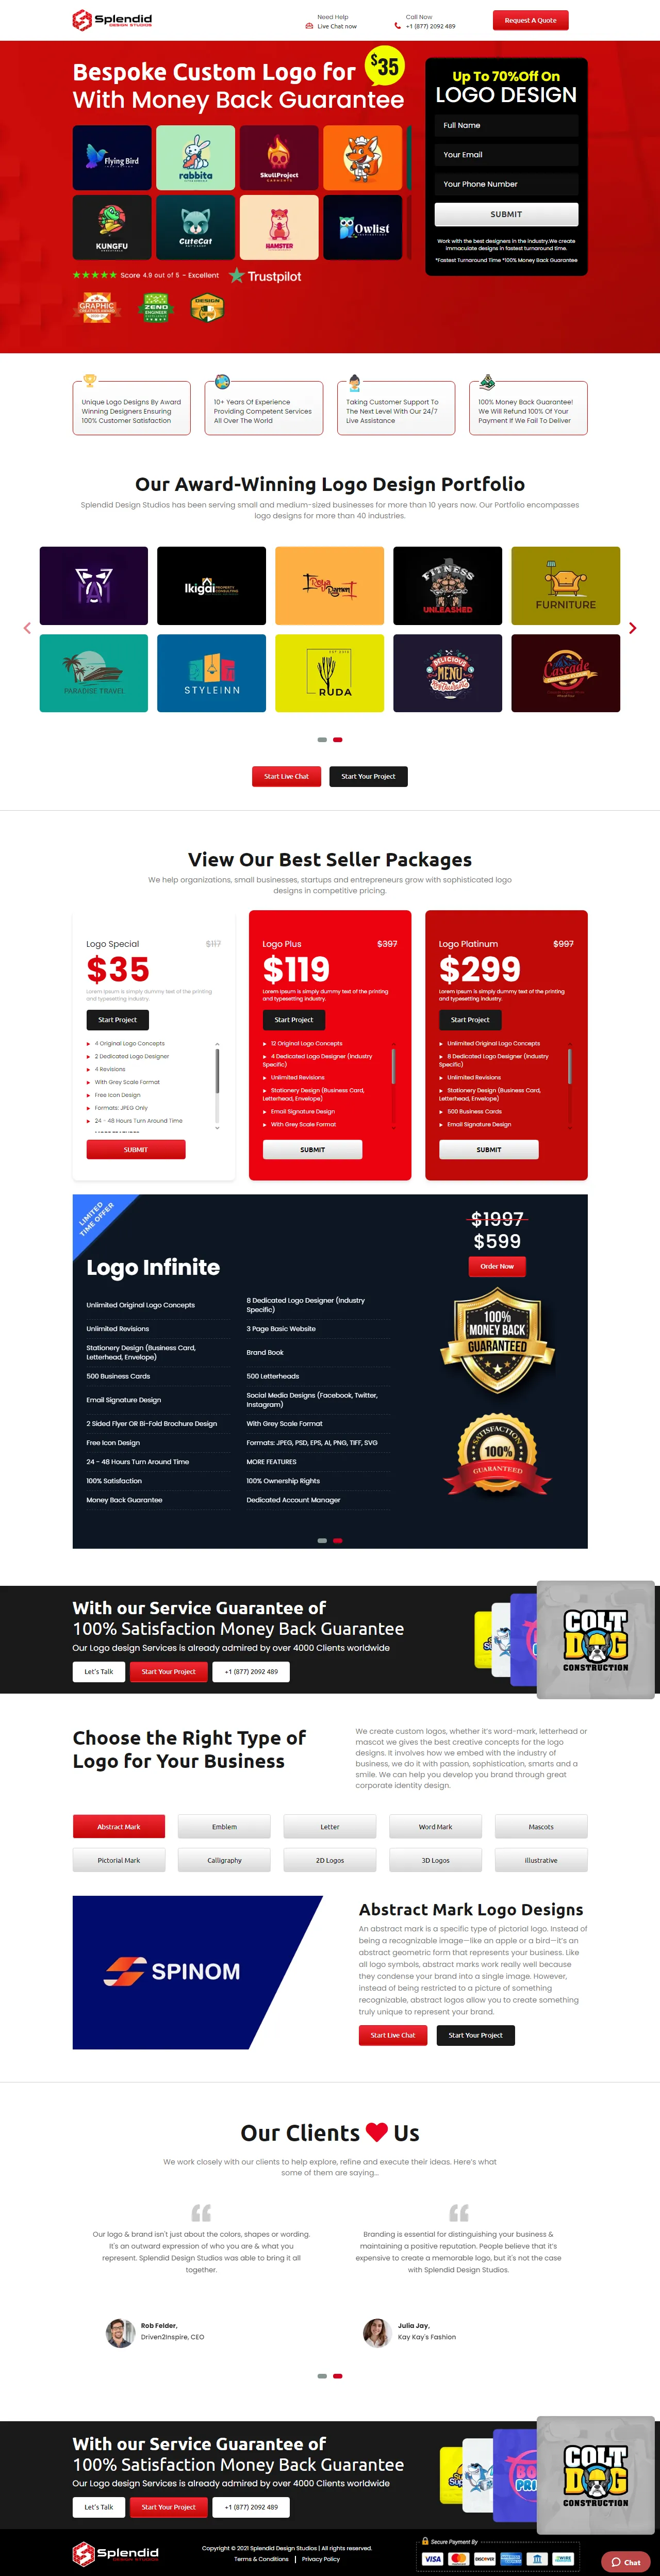 Splendid
DESIGN STUDIOS
Need Help
Live Chat now
Call Now
+1 (877) 2092 489
Request A Quote
Bespoke Custom Logo for
$35
With Money Back Guarantee
Flying Bird
rabbita
SkullProject
KUNGFU
CuteCat
HAMSTER
Owlist
Score 4.9 out of 5 - Excellent
Trustpilot
GRAPHIC
ZEND
ENGINEER
DESIGN
Up To 70%Off On
LOGO DESIGN
Full Name
Your Email
Your Phone Number
SUBMIT
Work with the best designers in the industry.We create
immaculate designs in fastest turnaround time.
*Fastest Turnaround Time *100% Money Back Guarantee
Unique Logo Designs By Award
Winning Designers Ensuring
100% Customer Satisfaction
10+ Years Of Experience
Providing Competent Services
All Over The World
Taking Customer Support To
The Next Level With Our 24/7
Live Assistance
100% Money Back Guarantee!
We Will Refund 100% Of Your
Payment If We Fail To Deliver
Our Award-Winning Logo Design Portfolio
Splendid Design Studios has been serving small and medium-sized businesses for more than 10 years now. Our Portfolio encompasses
logo designs for more than 40 industries.
Ikigai
PROPERTY
CONSULTING
Roya
Ramen
FITNESS
UNLEASHED
FURNITURE
PARADISE TRAVEL
STYLEINN
RUDA
DELICIOUS
MENU
Restaurants
Cascade
Start Live Chat
Start Your Project
View Our Best Seller Packages
We help organizations, small businesses, startups and entrepreneurs grow with sophisticated logo
designs in competitive pricing.
Logo Special
$117
$35
Lorem Ipsum is simply dummy text of the printing
and typesetting industry.
Start Project
4 Original Logo Concepts
2 Dedicated Logo Designer
4 Revisions
With Grey Scale Format
Free Icon Design
Formats: JPEG Only
24 - 48 Hours Turn Around Time
SUBMIT
Logo Plus
$397
$119
Lorem Ipsum is simply dummy text of the printing
and typesetting industry.
Start Project
12 Original Logo Concepts
4 Dedicated Logo Designer (Industry
Specific)
Unlimited Revisions
Stationery Design (Business Card,
Letterhead, Envelope)
Email Signature Design
With Grey Scale Format
SUBMIT
Logo Platinum
$997
$299
Lorem Ipsum is simply dummy text of the printing
and typesetting industry.
Start Project
Unlimited Original Logo Concepts
8 Dedicated Logo Designer (Industry
Specific)
Unlimited Revisions
Stationery Design (Business Card,
Letterhead, Envelope)
500 Business Cards
Email Signature Design
SUBMIT
LIMITED
TIME OFFER
Logo Infinite
$1997
$599
Order Now
Unlimited Original Logo Concepts
8 Dedicated Logo Designer (Industry
Specific)
Unlimited Revisions
3 Page Basic Website
Stationery Design (Business Card,
Letterhead, Envelope)
Brand Book
500 Business Cards
500 Letterheads
Email Signature Design
Social Media Designs (Facebook, Twitter,
Instagram)
2 Sided Flyer OR Bi-Fold Brochure Design
With Grey Scale Format
Free Icon Design
Formats: JPEG, PSD, EPS, AI, PNG, TIFF, SVG
24 - 48 Hours Turn Around Time
MORE FEATURES
100% Satisfaction
100% Ownership Rights
Money Back Guarantee
Dedicated Account Manager
100%
MONEY BACK
GUARANTEED
SATISFACTION
100%
GUARANTEED
With our Service Guarantee of
100% Satisfaction Money Back Guarantee
Our Logo design Services is already admired by over 4000 Clients worldwide
Let's Talk
Start Your Project
+1 (877) 2092 489
COLT
DOG
CONSTRUCTION
Choose the Right Type of
Logo for Your Business
We create custom logos, whether it's word-mark, letterhead or
mascot we gives the best creative concepts for the logo
designs. It involves how we embed with the industry of
business, we do it with passion, sophistication, smarts and a
smile. We can help you develop you brand through great
corporate identity design.
Abstract Mark
Emblem
Letter
Word Mark
Mascots
Pictorial Mark
Calligraphy
2D Logos
3D Logos
illustrative
SPINOM
Abstract Mark Logo Designs
An abstract mark is a specific type of pictorial logo. Instead of
being a recognizable image—like an apple or a bird—it's an
abstract geometric form that represents your business. Like
all logo symbols, abstract marks work really well because
they condense your brand into a single image. However,
instead of being restricted to a picture of something
recognizable, abstract logos allow you to create something
truly unique to represent your brand.
Start Live Chat
Start Your Project
Our Clients Us
We work closely with our clients to help explore, refine and execute their ideas. Here's what
some of them are saying...
Our logo & brand isn't just about the colors, shapes or wording.
It's an outward expression of who you are & what you
represent. Splendid Design Studios was able to bring it all
together.
Rob Felder,
Driven2Inspire, CEO
Branding is essential for distinguishing your business &
maintaining a positive reputation. People believe that it's
expensive to create a memorable logo, but it's not the case
with Splendid Design Studios.
Julia Jay,
Kay Kay's Fashion
With our Service Guarantee of
100% Satisfaction Money Back Guarantee
Our Logo design Services is already admired by over 4000 Clients worldwide
Let's Talk
Start Your Project
+1 (877) 2092 489
COLT
DOG
CONSTRUCTION
Splendid
DESIGN STUDIOS
Copyright © 2021 Splendid Design Studios | All rights reserved.
Terms & Conditions
Privacy Policy
Secure Payment By
VISA
DISCOVER
WIRE
Chat